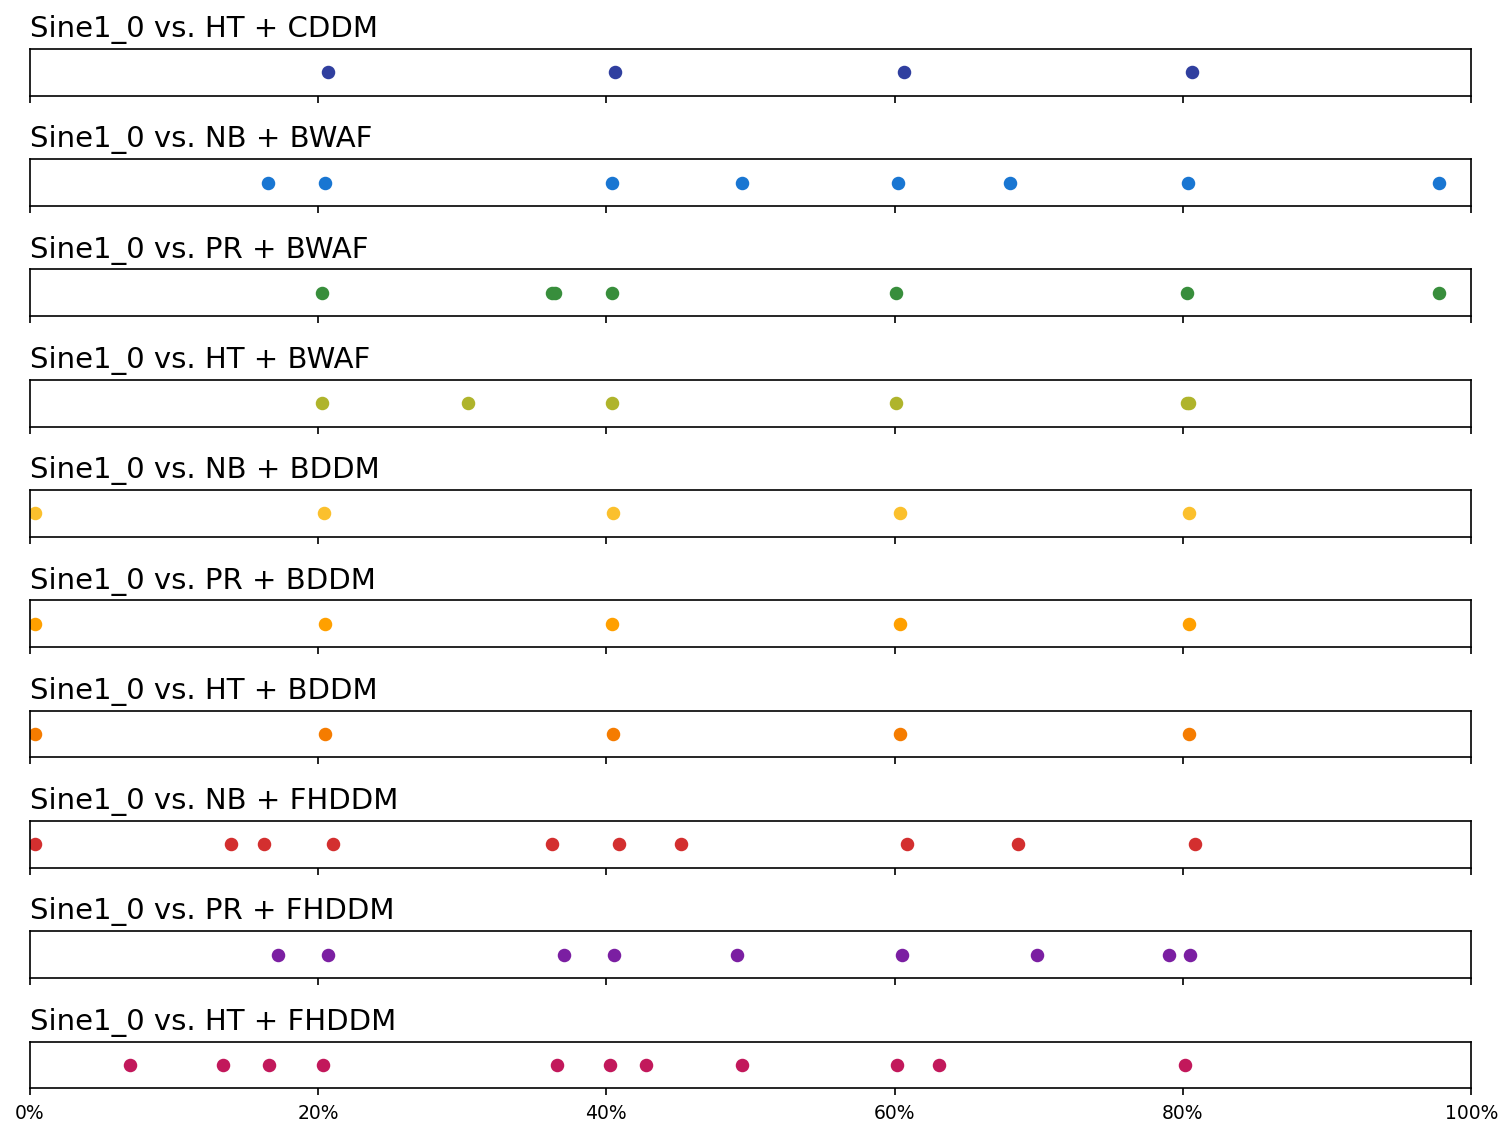 Sine1_0 vs. HT + CDDM
Sine1_0 vs. NB + BWAF
Sine1_0 vs. PR + BWAF
Sine1_0 vs. HT + BWAF
Sine1_0 vs. NB + BDDM
Sine1_0 vs. PR + BDDM
Sine1_0 vs. HT + BDDM
Sine1_0 vs. NB + FHDDM
Sine1_0 vs. PR + FHDDM
Sine1_0 vs. HT + FHDDM
0% 20% 40% 60% 80% 100%